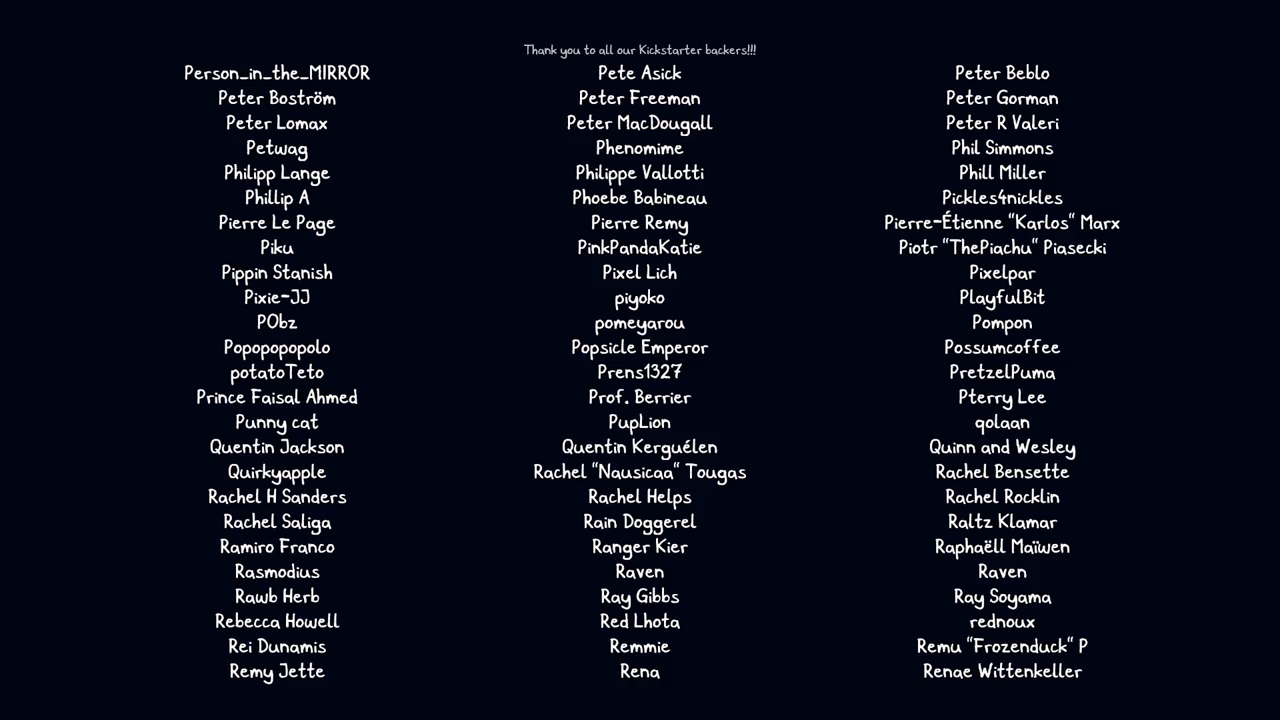 Thank you to all our Kickstarter backers!!!
Person_in_the_MIRROR Pete Asick Peter Beblo
Peter Boström Peter Freeman Peter Gorman
Peter Lomax Peter MacDougall Peter R Valeri
Petwag Phenomime Phil Simmons
Philipp Lange Philippe Vallotti Phill Miller
Phillip A Phoebe Babineau Pickles4nickles
Pierre Le Page Pierre Remy Pierre-Étienne "Karlos" Marx
Piku PinkPandaKatie Piotr "ThePiachu" Piasecki
Pippin Stanish Pixel Lich Pixelpar
Pixie-JJ piyoko PlayfulBit
PObz pomeyarou Pompon
Popopopopolo Popsicle Emperor Possumcoffee
potatoTeto Prens1327 PretzelPuma
Prince Faisal Ahmed Prof. Berrier Pterry Lee
Punny cat PupLion qolaan
Quentin Jackson Quentin Kerguélen Quinn and Wesley
Quirkyapple Rachel "Nausicaa" Tougas Rachel Bensette
Rachel H Sanders Rachel Helps Rachel Rocklin
Rachel Saliga Rain Doggerel Raltz Klamar
Ramiro Franco Ranger Kier Raphaëll Maïwen
Rasmodius Raven Raven
Rawb Herb Ray Gibbs Ray Soyama
Rebecca Howell Red Lhota rednoux
Rei Dunamis Remmie Remu "Frozenduck" P
Remy Jette Rena Renae Wittenkeller